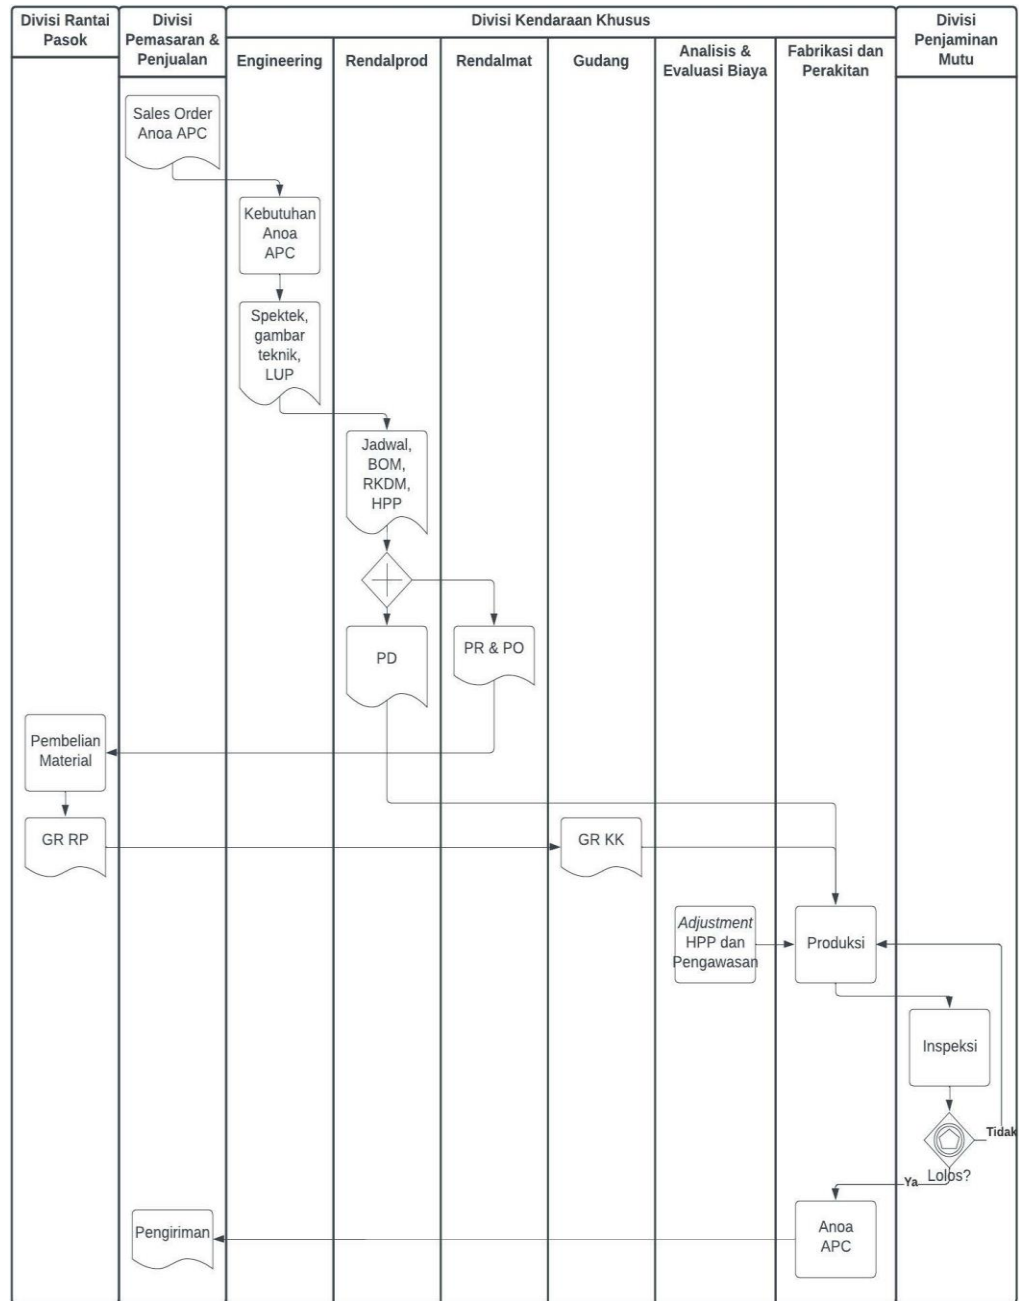 Divisi Rantai
Pasok
Divisi
Pemasaran &
Penjualan
Divisi Kendaraan Khusus
Divisi
Penjaminan
Mutu
Engineering
Rendalprod
Rendalmat
Gudang
Analisis &
Evaluasi Biaya
Fabrikasi dan
Perakitan
Sales Order
Anoa APC
Kebutuhan
Anoa
APC
Spektek,
gambar
teknik,
LUP
Jadwal,
BOM,
RKDM,
HPP
PD
PR & PO
Pembelian
Material
GR RP
GR KK
Adjustment
HPP dan
Pengawasan
Produksi
Inspeksi
Tidak
Lolos?
Ya
Anoa
APC
Pengiriman